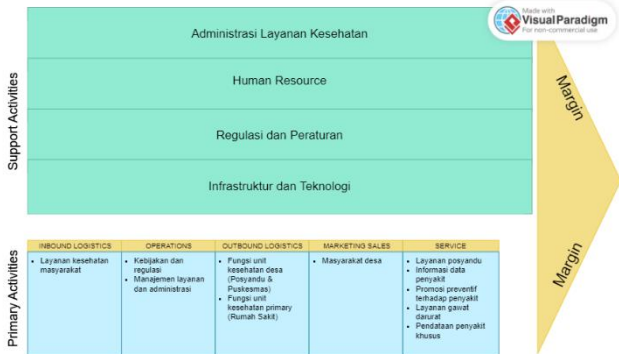 Made with
VisualParadigm
For non-commercial use
Support Activities
Administrasi Layanan Kesehatan
Human Resource
Regulasi dan Peraturan
Infrastruktur dan Teknologi
Margin
Margin
Primary Activities
INBOUND LOGISTICS
• Layanan kesehatan
masyarakat
OPERATIONS
• Kebijakan dan
regulasi
• Manajemen layanan
dan administrasi
OUTBOUND LOGISTICS
• Fungsi unit
kesehatan desa
(Posyandu &
Puskesmas)
• Fungsi unit
kesehatan primary
(Rumah Sakit)
MARKETING SALES
• Masyarakat desa
SERVICE
• Layanan posyandu
• Informasi data
penyakit
• Promosi preventif
terhadap penyakit
• Layanan gawat
darurat
• Pendataan penyakit
khusus